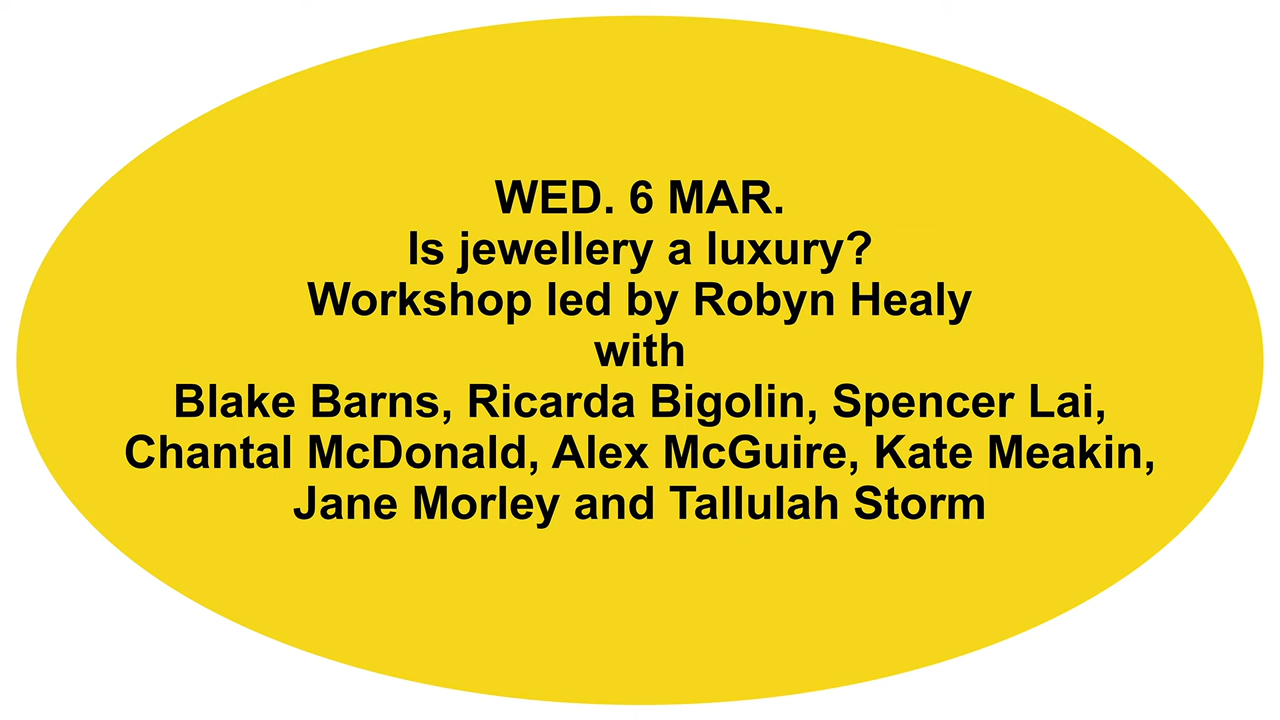 WED. 6 MAR.
Is jewellery a luxury?
Workshop led by Robyn Healy
with
Blake Barns, Ricarda Bigolin, Spencer Lai,
Chantal McDonald, Alex McGuire, Kate Meakin,
Jane Morley and Tallulah Storm